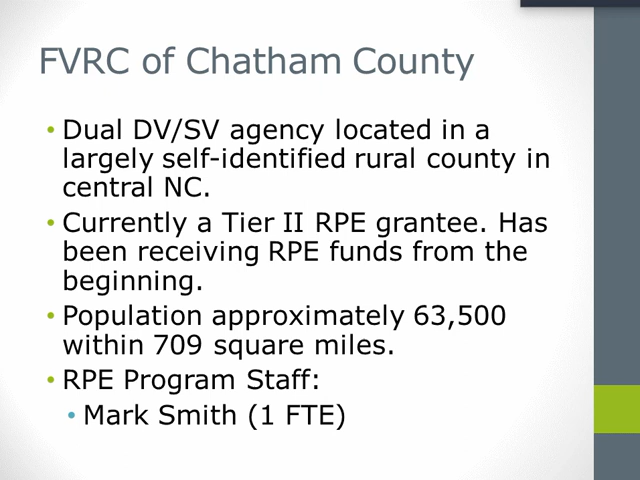 FVRC of Chatham County
• Dual DV/SV agency located in a
largely self-identified rural county in
central NC.
• Currently a Tier II RPE grantee. Has
been receiving RPE funds from the
beginning.
• Population approximately 63,500
within 709 square miles.
• RPE Program Staff:
• Mark Smith (1 FTE)